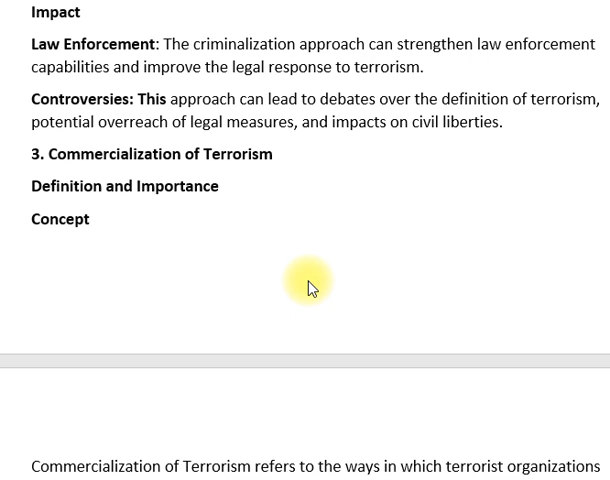 Impact
Law Enforcement: The criminalization approach can strengthen law enforcement
capabilities and improve the legal response to terrorism.
Controversies: This approach can lead to debates over the definition of terrorism,
potential overreach of legal measures, and impacts on civil liberties.
3. Commercialization of Terrorism
Definition and Importance
Concept
Commercialization of Terrorism refers to the ways in which terrorist organizations